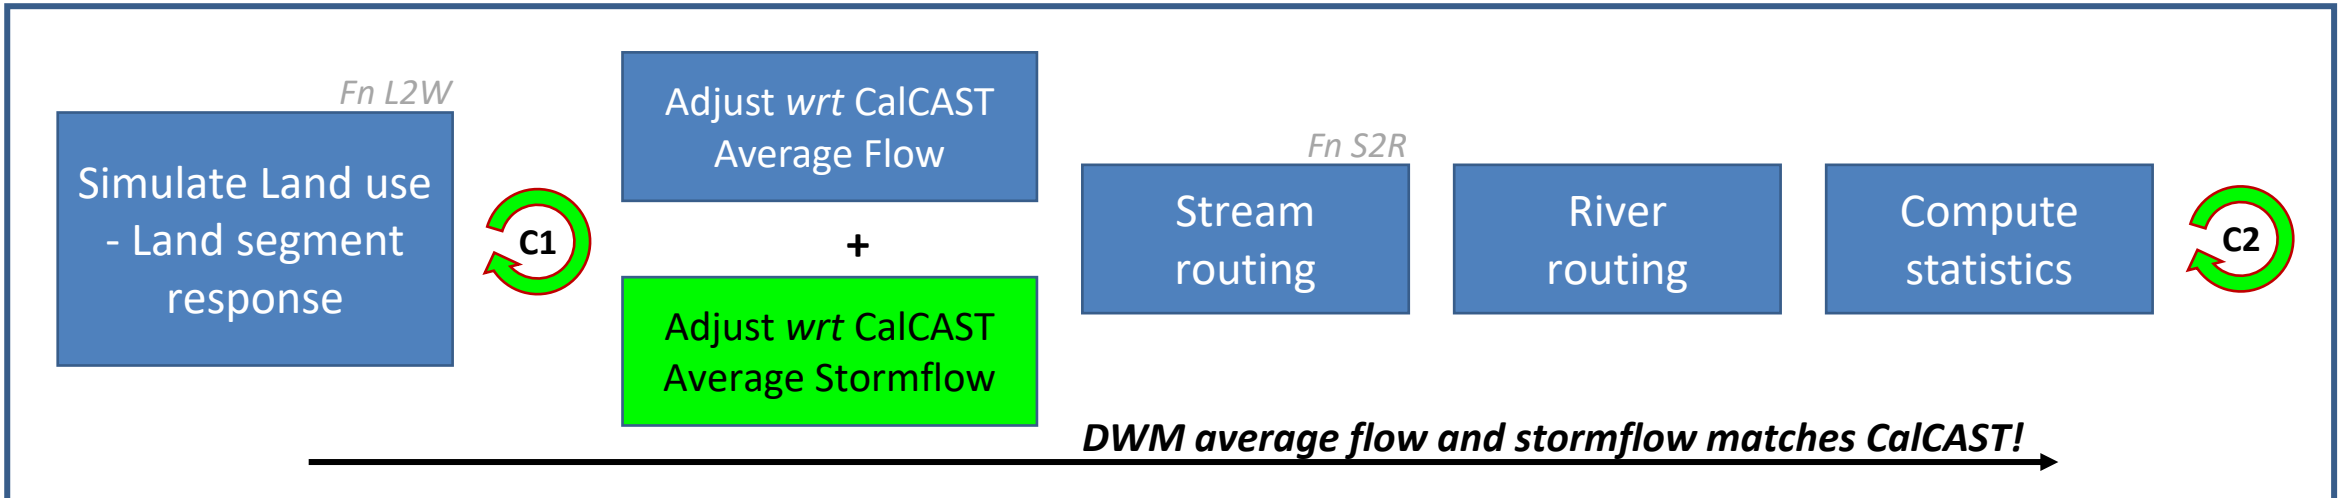 Fn L2W
Simulate Land use
- Land segment
response
C1
Adjust wrt CalCAST
Average Flow
+
Adjust wrt CalCAST
Average Stormflow
Fn S2R
Stream
routing
River
routing
Compute
statistics
C2
DWM average flow and stormflow matches CalCAST!